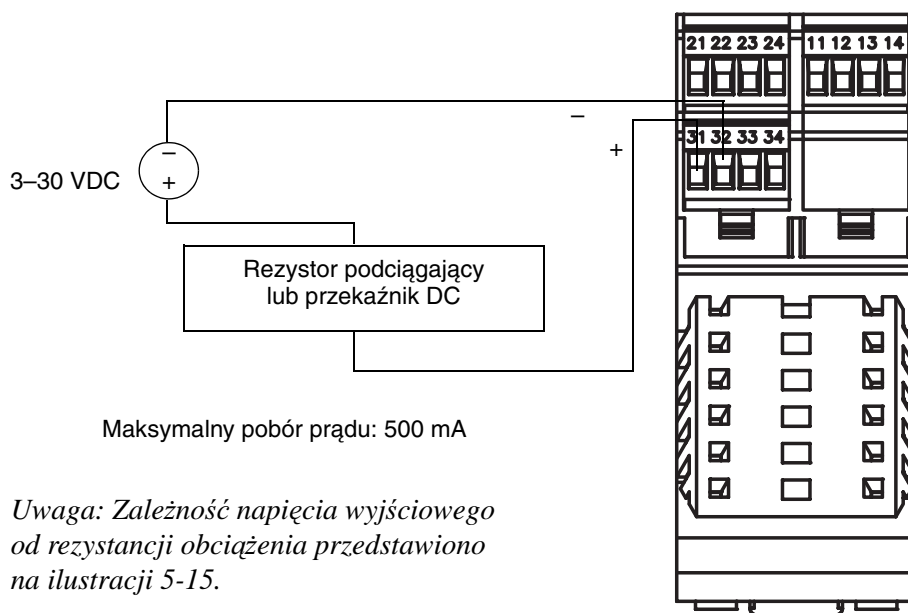 21 22 23 24 11 12 13 14
–
31 32 33 34
+
–
3–30 VDC
+
Rezystor podciągający
lub przekaźnik DC
Maksymalny pobór prądu: 500 mA
Uwaga: Zależność napięcia wyjściowego
od rezystancji obciążenia przedstawiono
na ilustracji 5-15.